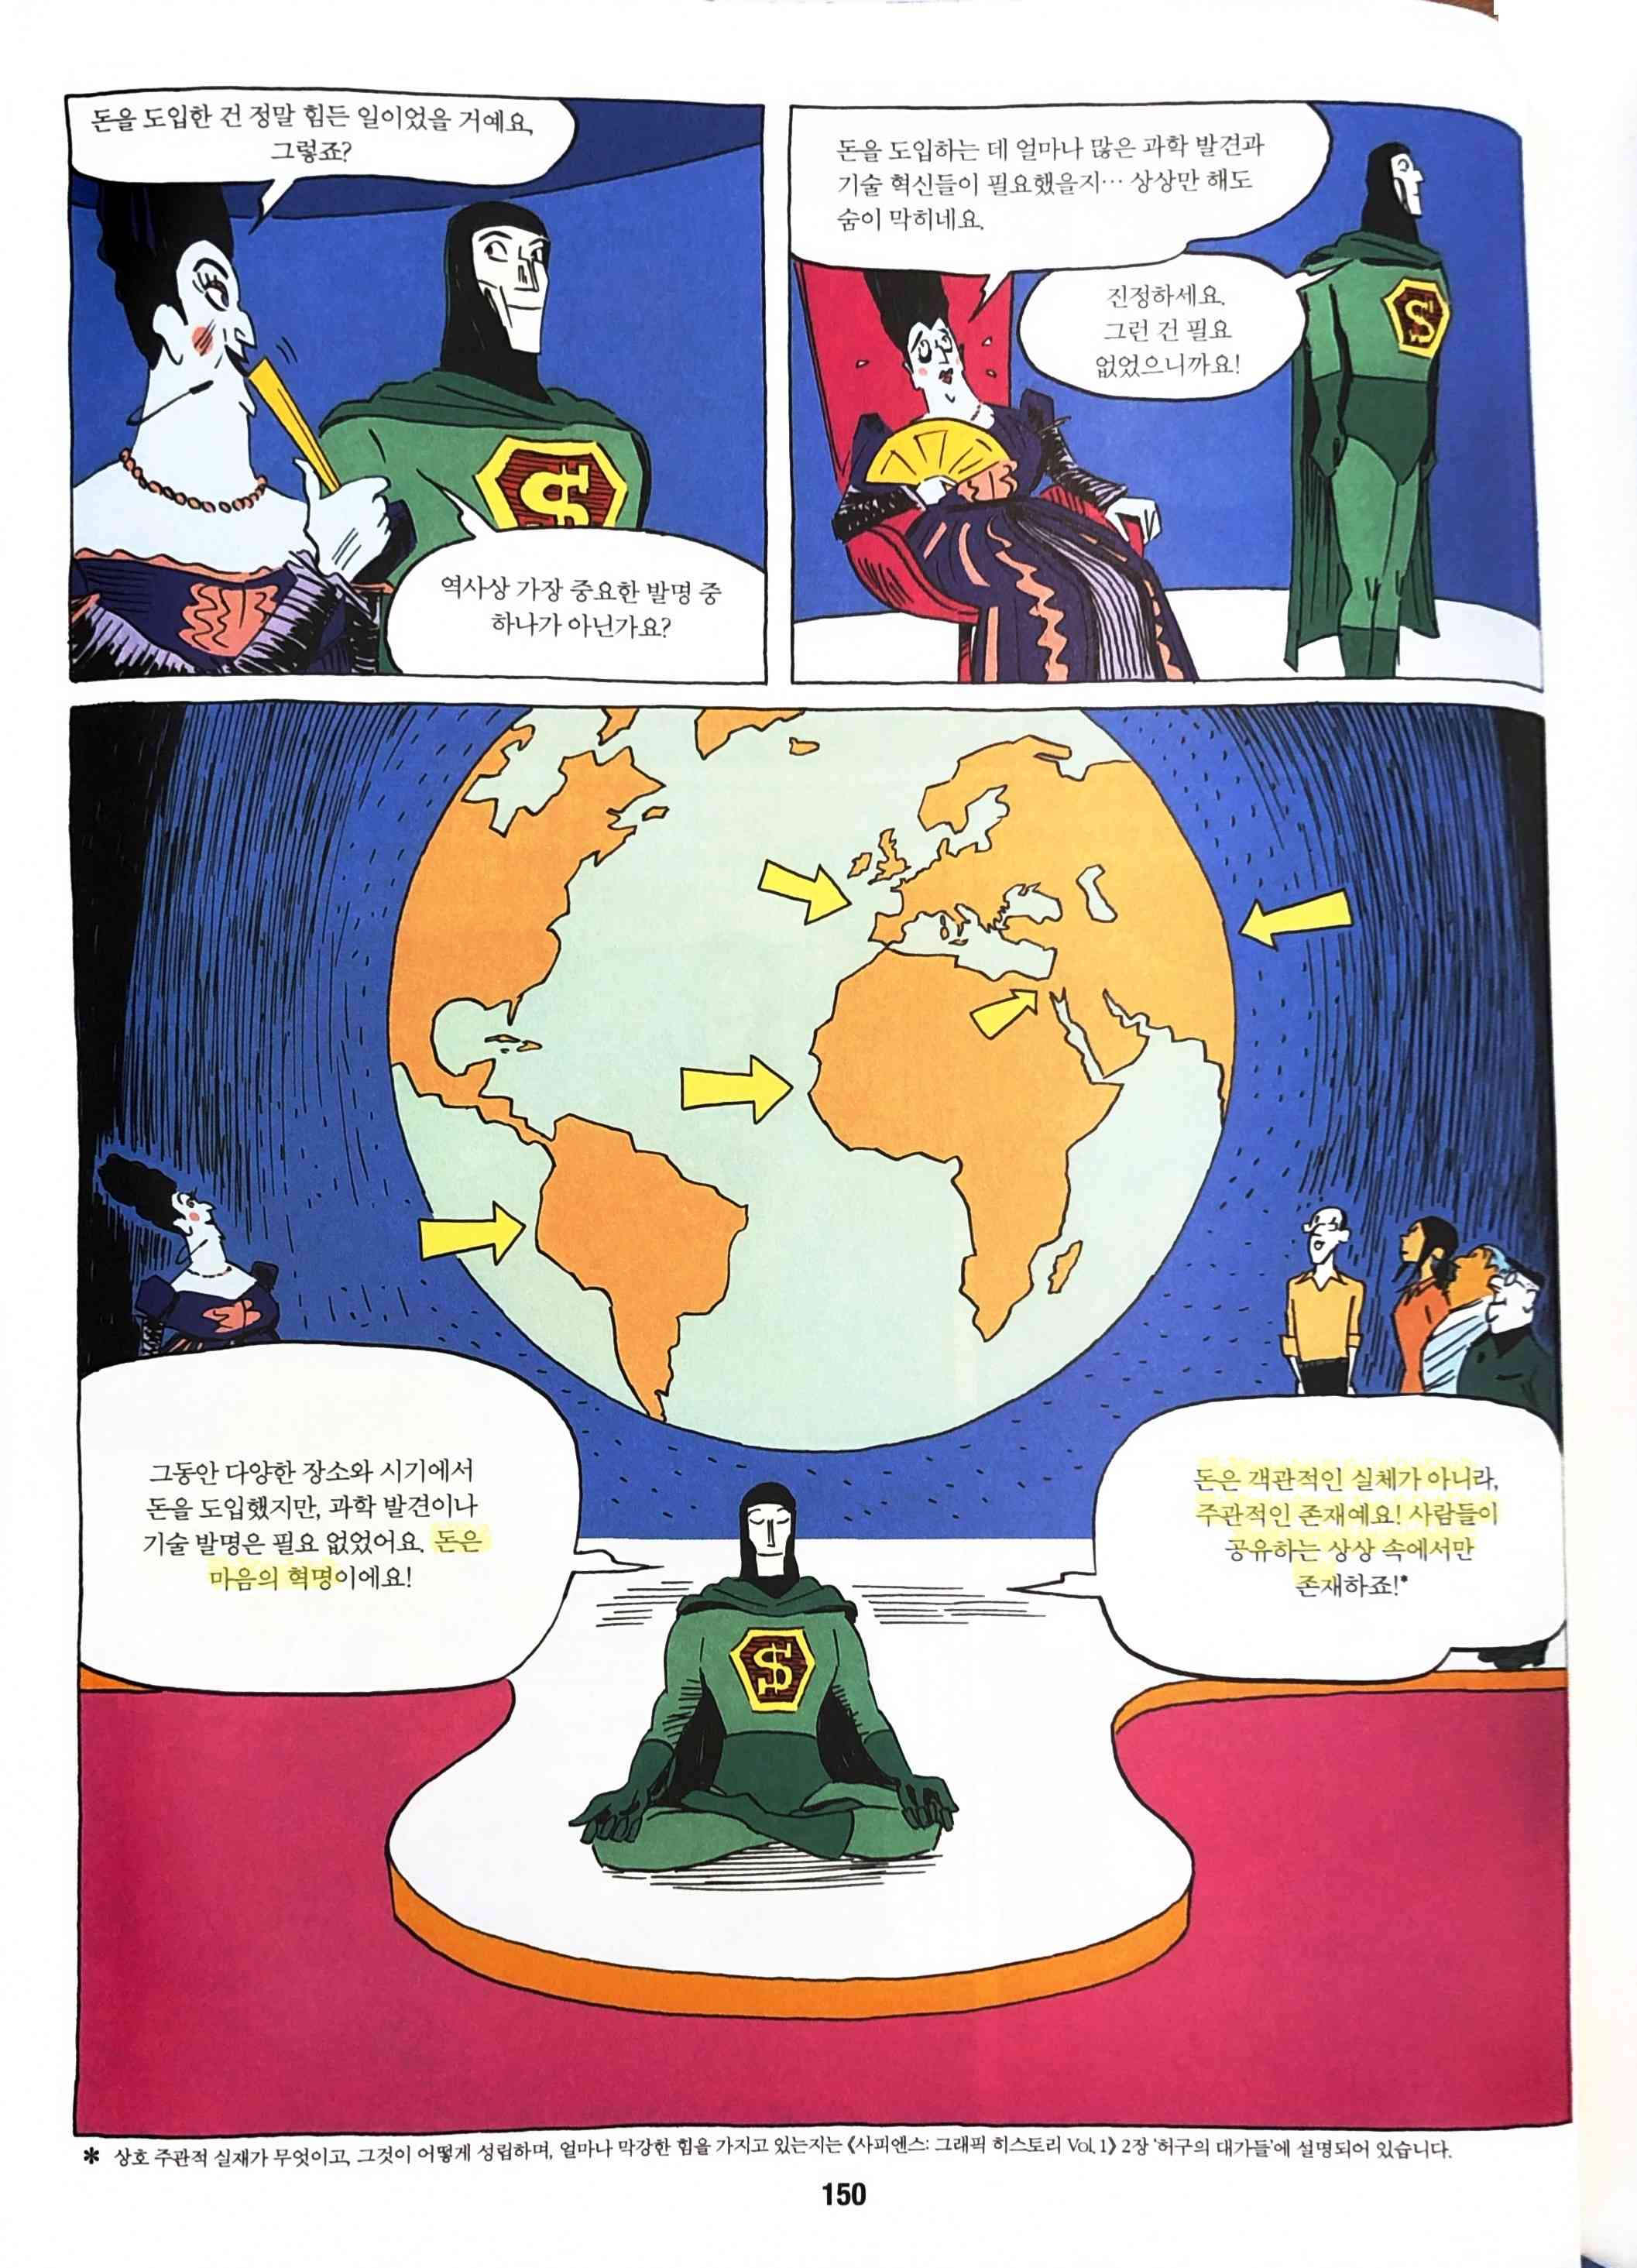 돈을 도입한 건 정말 힘든 일이었을 거예요,
그렇죠?
역사상 가장 중요한 발명 중
하나가 아닌가요?
돈을 도입하는 데 얼마나 많은 과학 발견과
기술 혁신들이 필요했을지… 상상만 해도
숨이 막히네요.
진정하세요.
그런 건 필요
없었으니까요!
S
S
그동안 다양한 장소와 시기에서
돈을 도입했지만, 과학 발견이나
기술 발명은 필요 없었어요. 돈은
마음의 혁명이에요!
돈은 객관적인 실체가 아니라,
주관적인 존재예요! 사람들이
공유하는 상상 속에서만
존재하죠!*
S
* 상호 주관적 실재가 무엇이고, 그것이 어떻게 성립하며, 얼마나 막강한 힘을 가지고 있는지는 《사피엔스: 그래픽 히스토리 Vol. 1》 2장 ‘허구의 대가들’에 설명되어 있습니다.
150